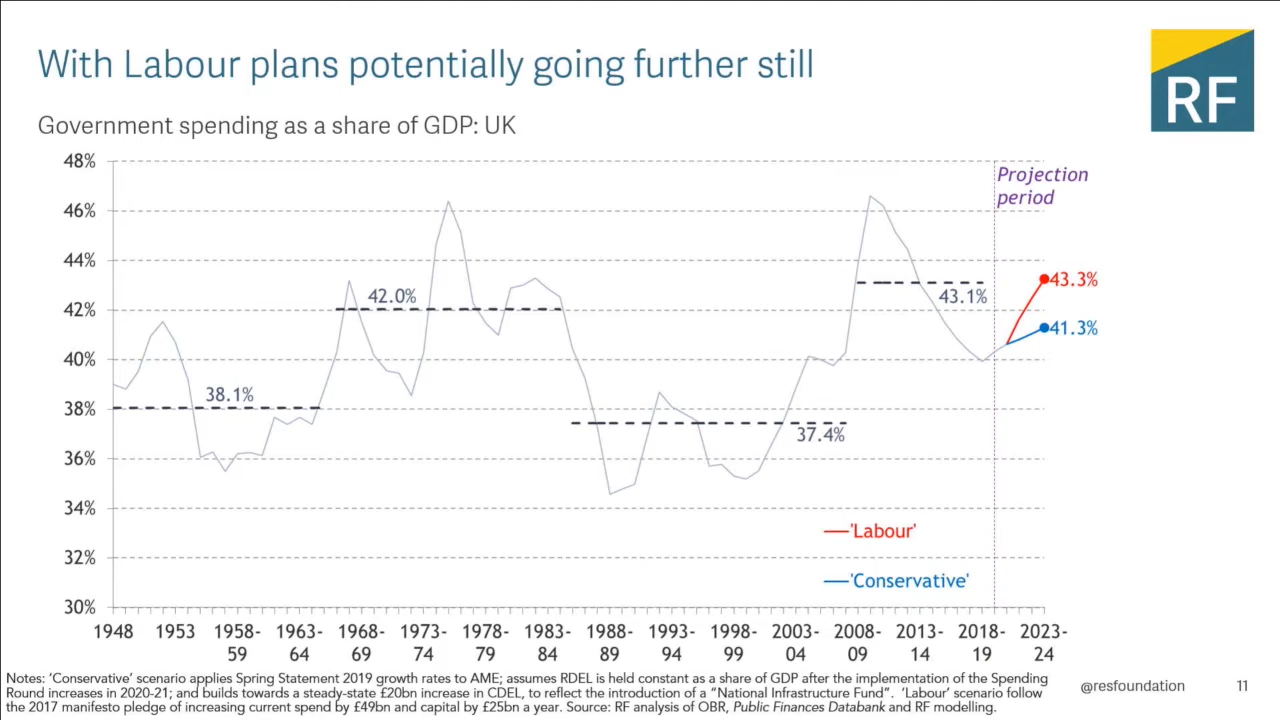 With Labour plans potentially going further still
RF
Government spending as a share of GDP: UK
48%
46%
44%
42%
40%
38%
36%
34%
32%
30%
Projection
period
38.1%
42.0%
37.4%
43.1%
43.3%
41.3%
'Labour'
'Conservative'
1948 1953 1958- 1963- 1968- 1973- 1978- 1983- 1988- 1993- 1998- 2003- 2008- 2013- 2018- 2023-
59 64 69 74 79 84 89 94 99 04 09 14 19 24
Notes: 'Conservative' scenario applies Spring Statement 2019 growth rates to AME; assumes RDEL is held constant as a share of GDP after the implementation of the Spending
Round increases in 2020-21; and builds towards a steady-state £20bn increase in CDEL, to reflect the introduction of a "National Infrastructure Fund". 'Labour' scenario follow
the 2017 manifesto pledge of increasing current spend by £49bn and capital by £25bn a year. Source: RF analysis of OBR, Public Finances Databank and RF modelling.
@resfoundation
11